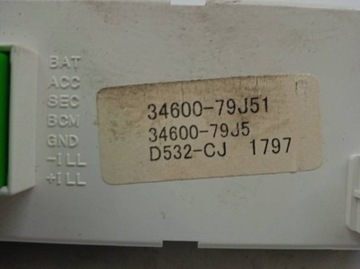 BAT
ACC
SEC
BCM
GND
-ILL
+ILL
34600-79J51
34600-79J5
D532-CJ 1797